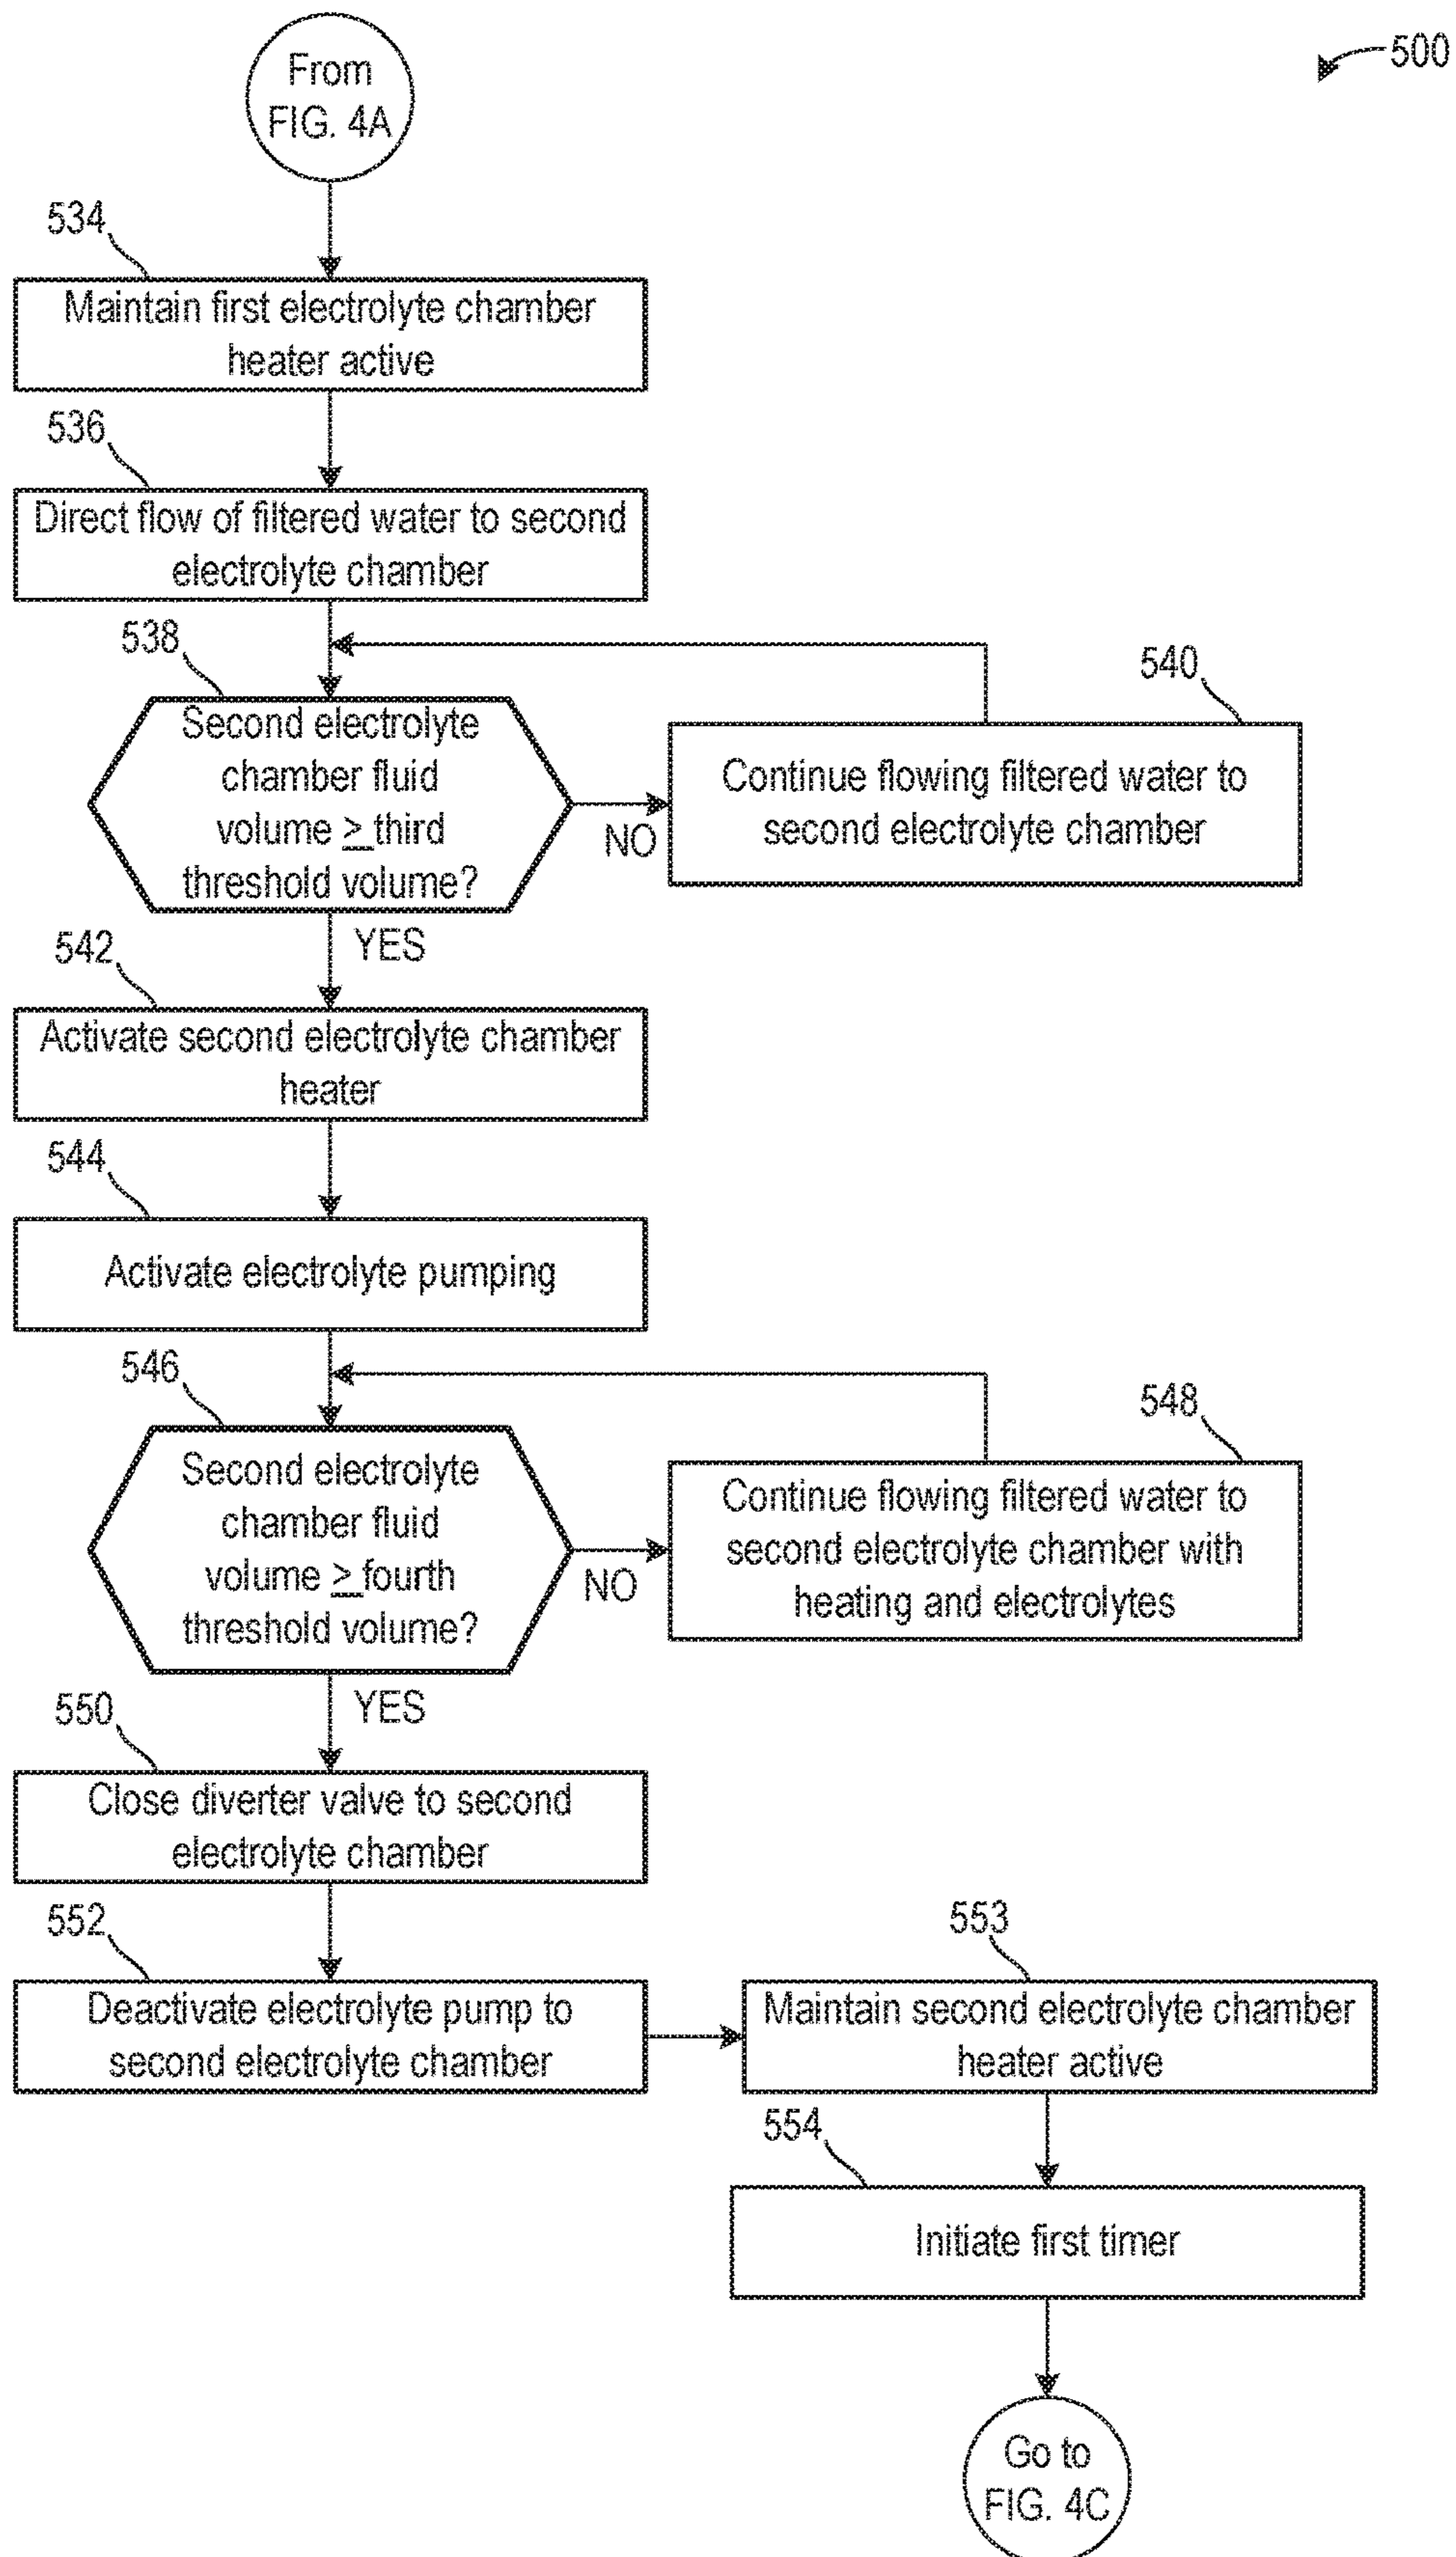 From
FIG. 4A
500
534
Maintain first electrolyte chamber
heater active
536
Direct flow of filtered water to second
electrolyte chamber
538
Second electrolyte
chamber fluid
volume ≥ third
threshold volume?
NO
540
Continue flowing filtered water to
second electrolyte chamber
YES
542
Activate second electrolyte chamber
heater
544
Activate electrolyte pumping
546
Second electrolyte
chamber fluid
volume ≥ fourth
threshold volume?
NO
548
Continue flowing filtered water to
second electrolyte chamber with
heating and electrolytes
YES
550
Close diverter valve to second
electrolyte chamber
552
Deactivate electrolyte pump to
second electrolyte chamber
553
Maintain second electrolyte chamber
heater active
554
Initiate first timer
Go to
FIG. 4C